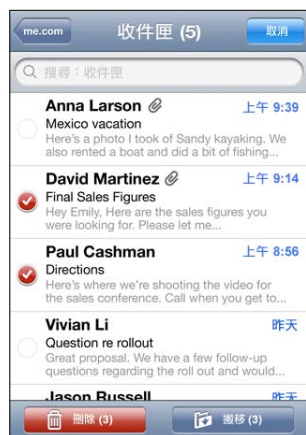 me.com 收件匣 (5) 取消
搜尋：收件匣
Anna Larson 上午 9:39
Mexico vacation
Here's a photo I took of Sandy kayaking. We
also rented a boat and did a bit of fishing...
David Martinez 上午 9:14
Final Sales Figures
Hey Emily, Here are the sales figures you
were looking for. Please let me...
Paul Cashman 上午 8:56
Directions
Here's where we're shooting the video for
the sales conference. Call when you get to...
Vivian Li 昨天
Question re rollout
Great proposal. We have a few follow-up
questions regarding the roll out and would...
Jason Russell 昨天
刪除 (3) 搬移 (3)